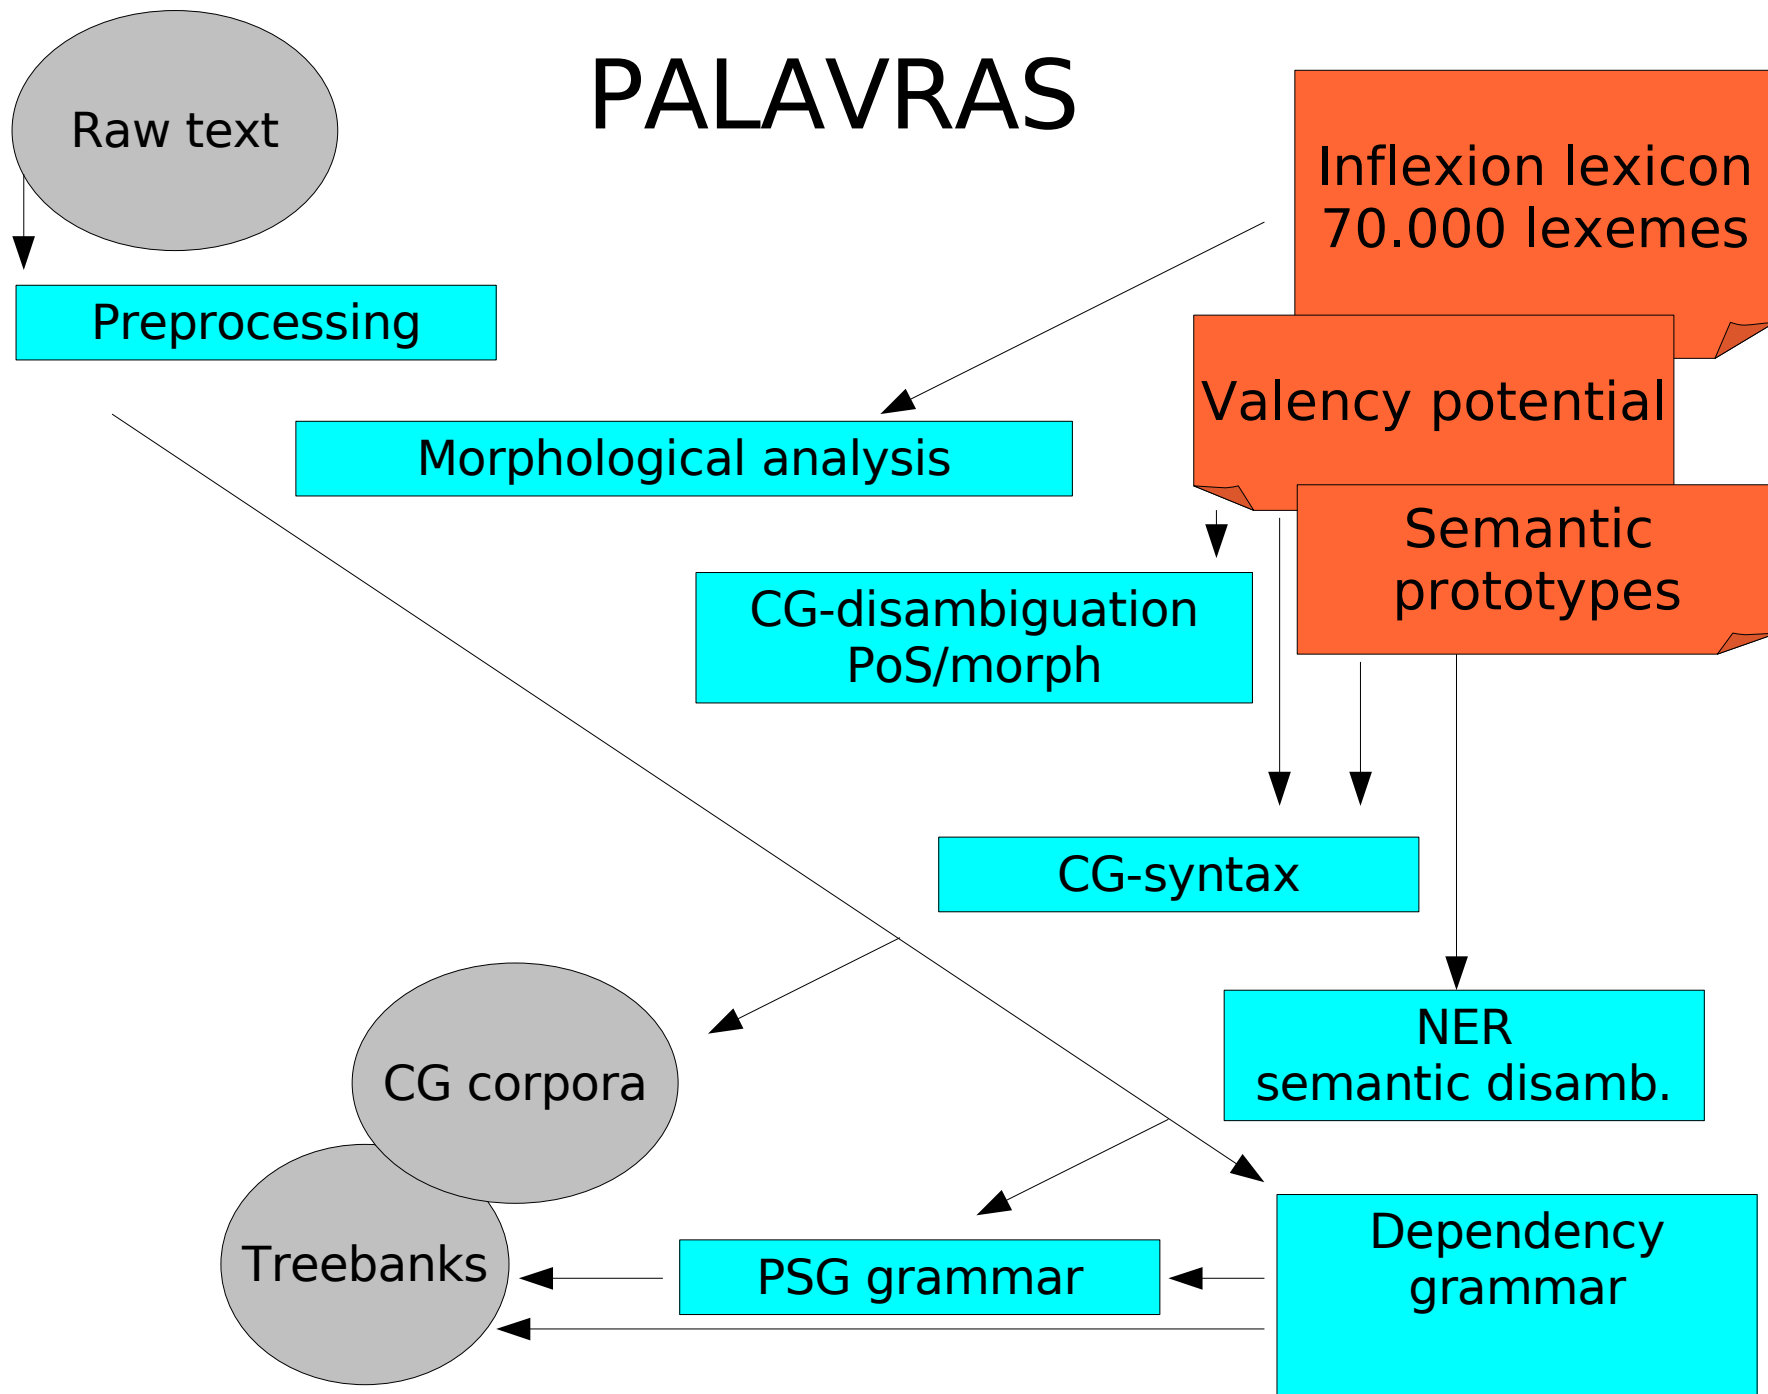 PALAVRAS
Raw text
Inflexion lexicon
70.000 lexemes
Preprocessing
Valency potential
Morphological analysis
Semantic
prototypes
CG-disambiguation
PoS/morph
CG-syntax
NER
semantic disamb.
CG corpora
Treebanks
PSG grammar
Dependency
grammar